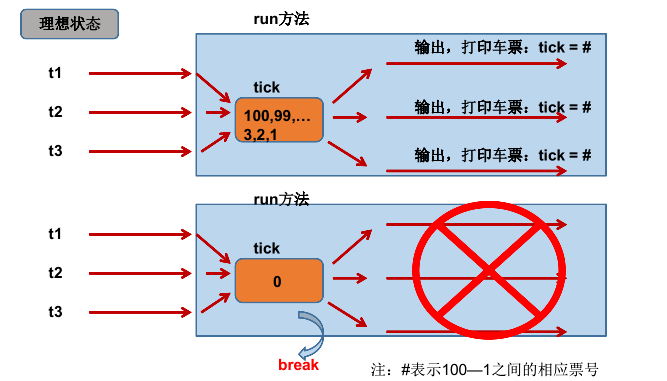 理想状态
run方法
输出，打印车票：tick = #
t1
tick
t2
100,99,…
3,2,1
输出，打印车票：tick = #
t3
输出，打印车票：tick = #
run方法
t1
tick
t2
0
t3
break
注：#表示100—1之间的相应票号